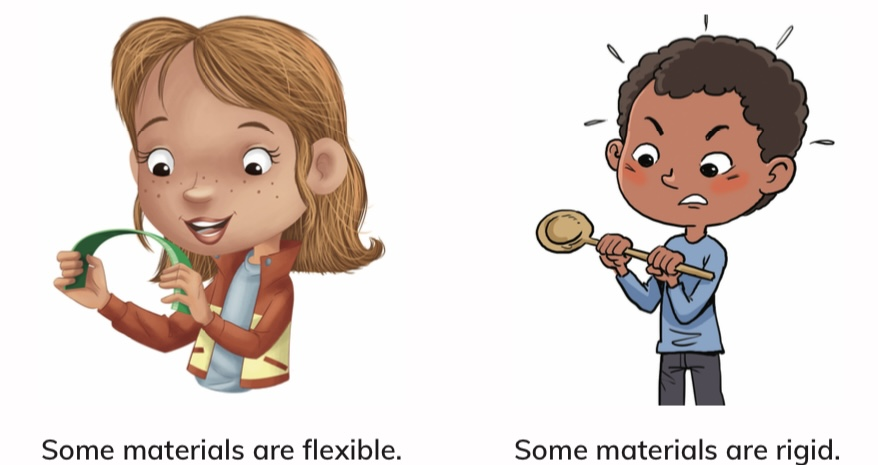 Some materials are flexible.
Some materials are rigid.